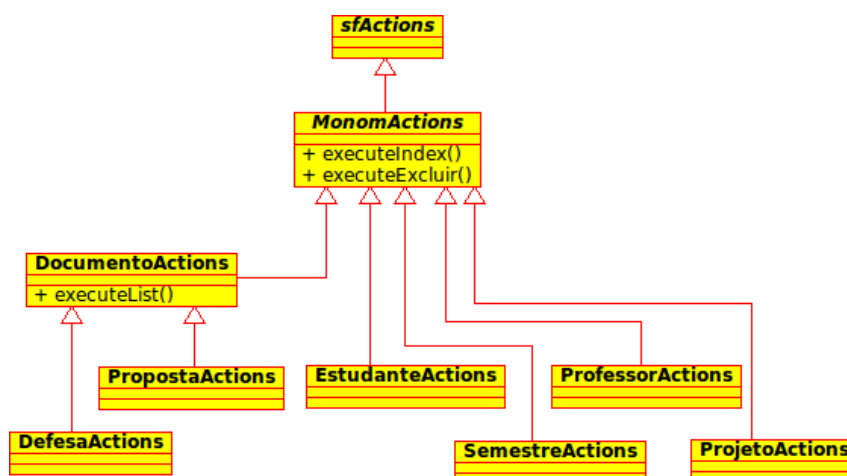 sfActions
MonomActions
+ executeIndex()
+ executeExcluir()
DocumentoActions
+ executeList()
PropostaActions
EstudanteActions
ProfessorActions
DefesaActions
SemestreActions
ProjetoActions